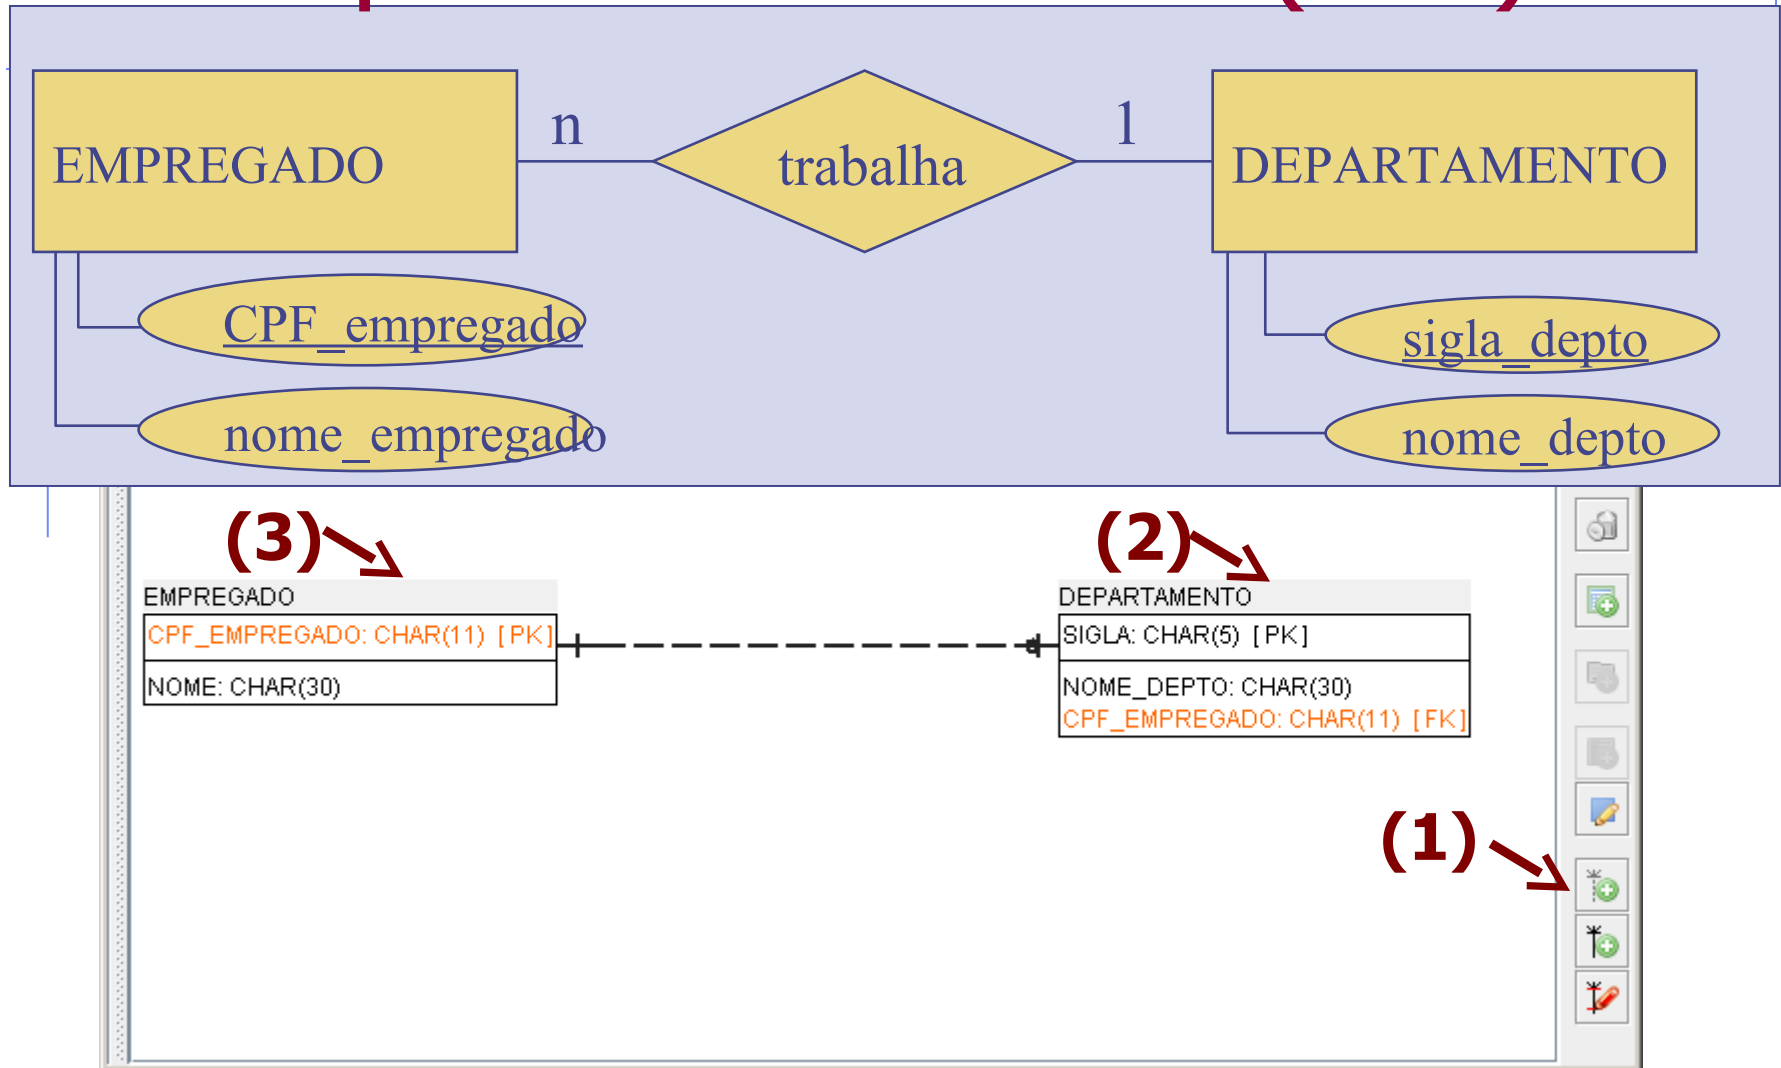 n
1
EMPREGADO
trabalha
DEPARTAMENTO
CPF_empregado
sigla_depto
nome_empregado
nome_depto
(3)
(2)
EMPREGADO
DEPARTAMENTO
CPF_EMPREGADO: CHAR(11) [PK]
SIGLA: CHAR(5) [PK]
NOME: CHAR(30)
NOME_DEPTO: CHAR(30)
CPF_EMPREGADO: CHAR(11) [FK]
(1)